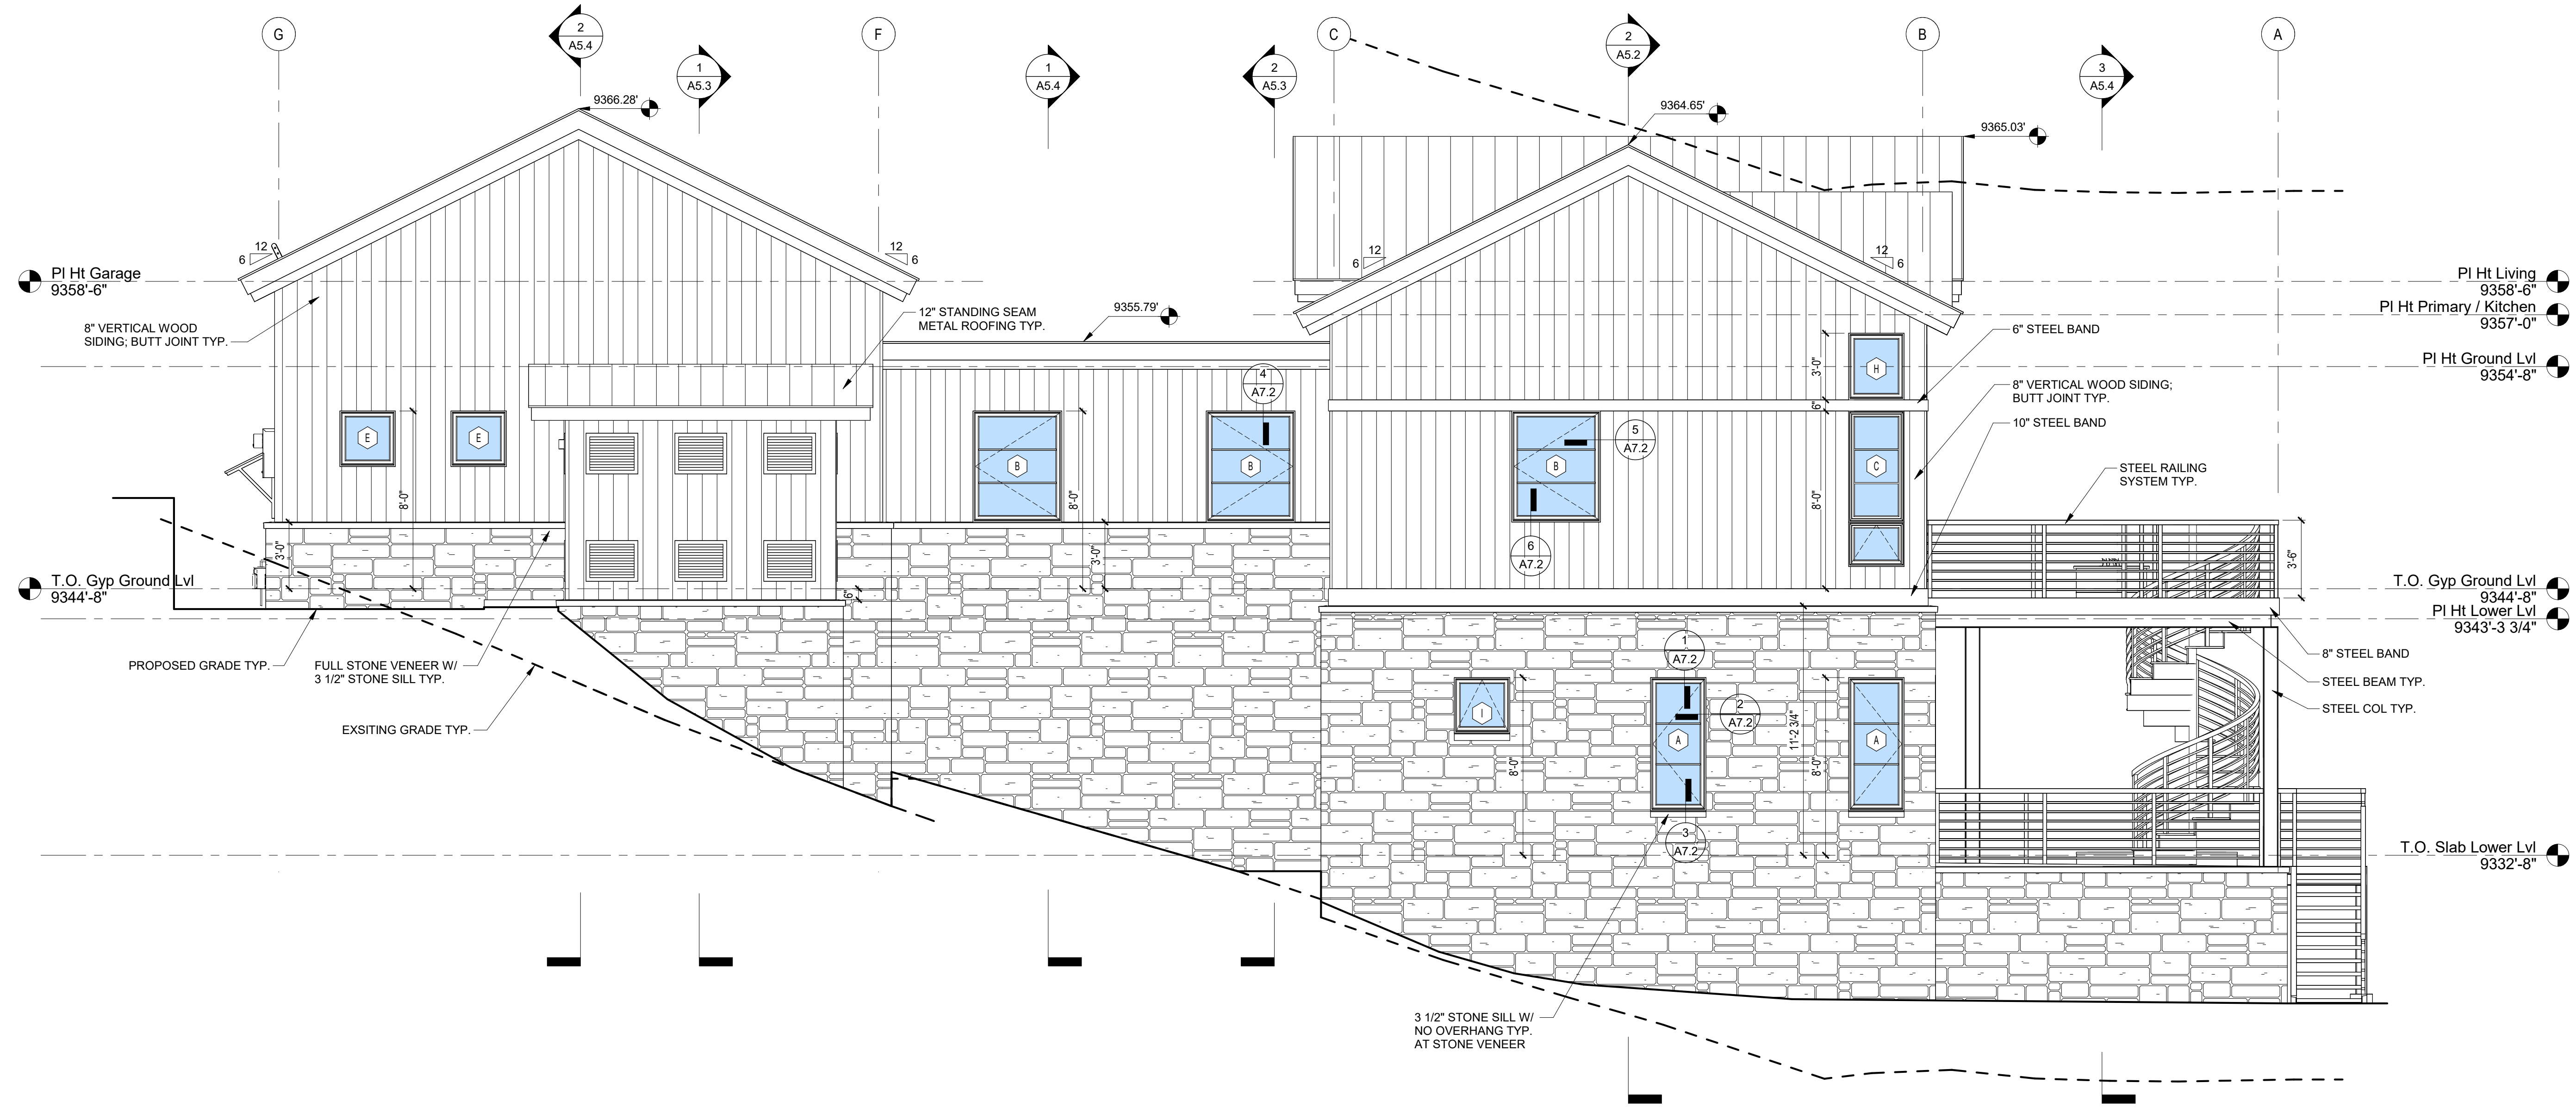 G
2
A5.4
1
A5.3
F
1
A5.4
2
A5.3
C
2
A5.2
B
3
A5.4
A
9366.28'
9364.65'
9365.03'
12
6
12
6
12
6
12
6
Pl Ht Garage
9358'-6"
Pl Ht Living
9358'-6"
Pl Ht Primary / Kitchen
9357'-0"
Pl Ht Ground Lvl
9354'-8"
8" VERTICAL WOOD
SIDING; BUTT JOINT TYP.
12" STANDING SEAM
METAL ROOFING TYP.
9355.79'
6" STEEL BAND
8" VERTICAL WOOD SIDING;
BUTT JOINT TYP.
10" STEEL BAND
STEEL RAILING
SYSTEM TYP.
4
A7.2
5
A7.2
6
A7.2
E
E
B
B
B
H
C
3'-0"
6"
8'-0"
8'-0"
8'-0"
3'-0"
3'-0"
6"
3'-6"
T.O. Gyp Ground Lvl
9344'-8"
T.O. Gyp Ground Lvl
9344'-8"
Pl Ht Lower Lvl
9343'-3 3/4"
PROPOSED GRADE TYP.
FULL STONE VENEER W/
3 1/2" STONE SILL TYP.
EXSITING GRADE TYP.
8" STEEL BAND
STEEL BEAM TYP.
STEEL COL TYP.
1
A7.2
2
A7.2
3
A7.2
I
A
A
8'-0"
11'-2 3/4"
8'-0"
T.O. Slab Lower Lvl
9332'-8"
3 1/2" STONE SILL W/
NO OVERHANG TYP.
AT STONE VENEER